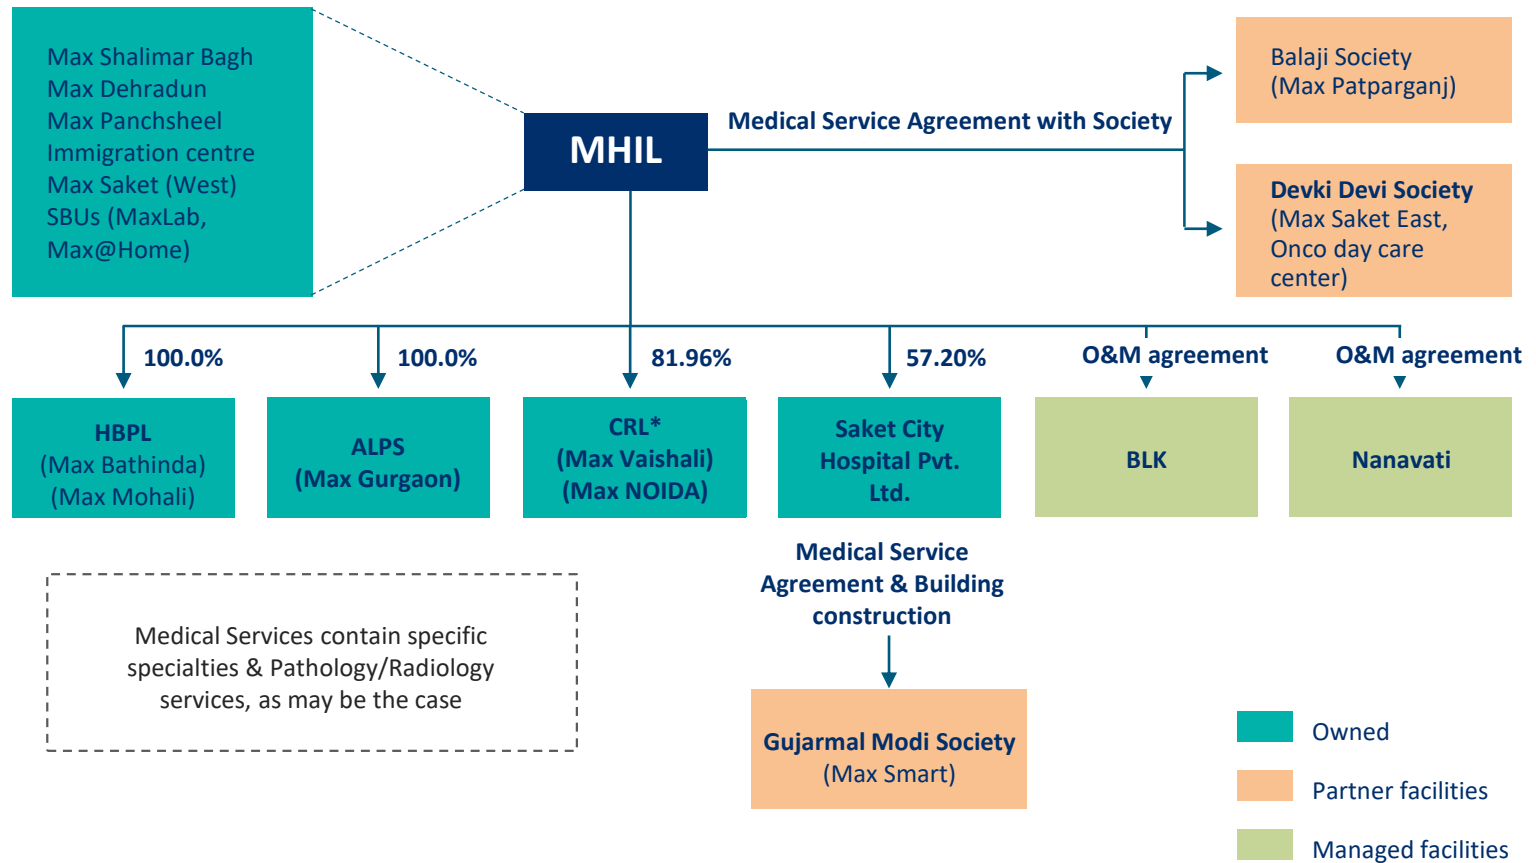 Max Shalimar Bagh
Max Dehradun
Max Panchsheel
Immigration centre
Max Saket (West)
SBUs (MaxLab,
Max@Home)
MHIL
Medical Service Agreement with Society
Balaji Society
(Max Patparganj)
Devki Devi Society
(Max Saket East,
Onco day care
center)
100.0%
100.0%
81.96%
57.20%
O&M agreement
O&M agreement
HBPL
(Max Bathinda)
(Max Mohali)
ALPS
(Max Gurgaon)
CRL*
(Max Vaishali)
(Max NOIDA)
Saket City
Hospital Pvt.
Ltd.
BLK
Nanavati
Medical Service
Agreement & Building
construction
Medical Services contain specific
specialties & Pathology/Radiology
services, as may be the case
Gujarmal Modi Society
(Max Smart)
Owned
Partner facilities
Managed facilities